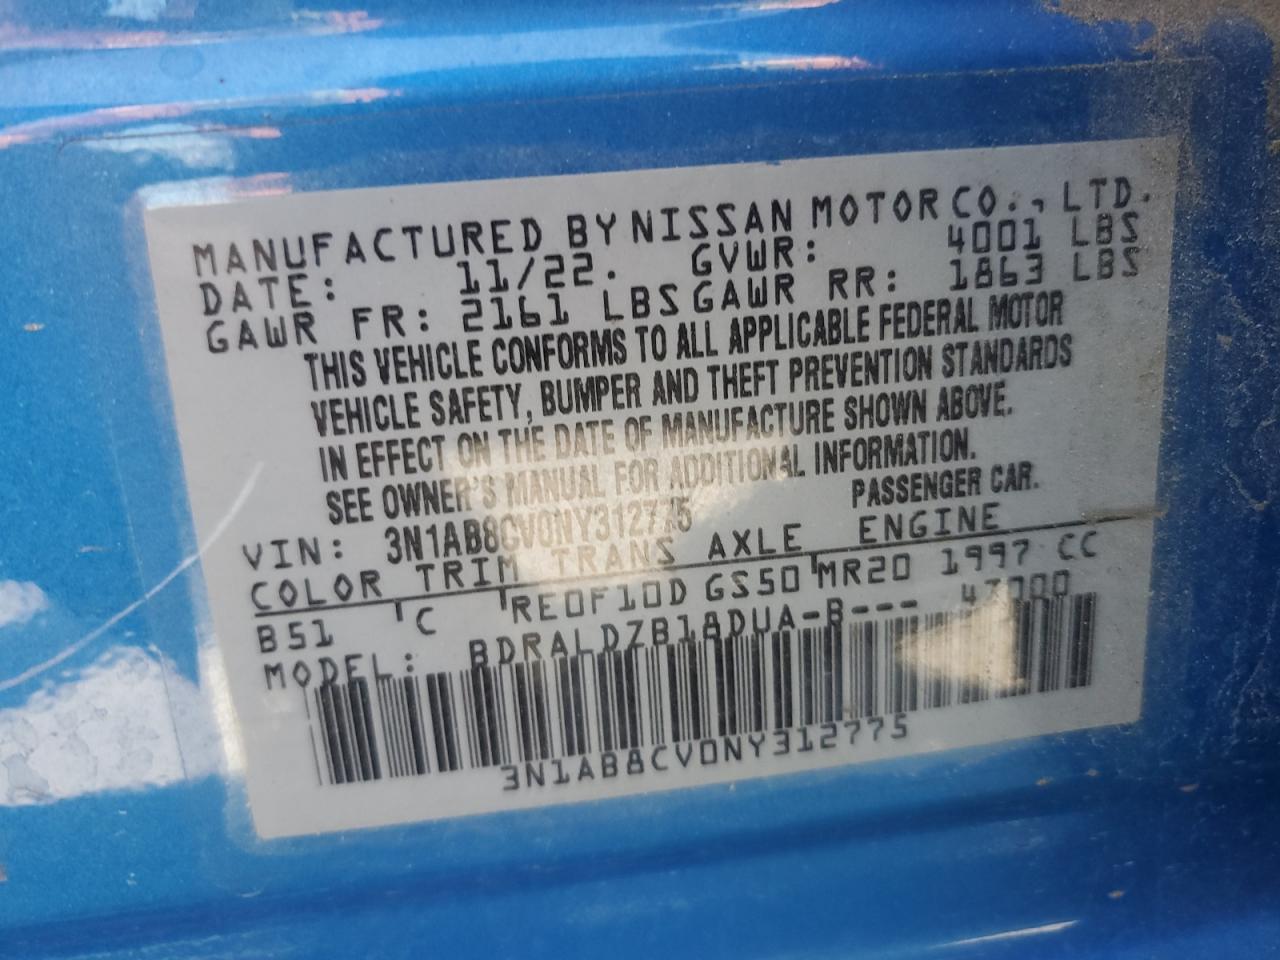 MANUFACTURED BY NISSAN MOTOR CO., LTD.
DATE: 11/22. GVWR: 4001 LBS
GAWR FR: 2161 LBS GAWR RR: 1863 LBS
THIS VEHICLE CONFORMS TO ALL APPLICABLE FEDERAL MOTOR
VEHICLE SAFETY, BUMPER AND THEFT PREVENTION STANDARDS
IN EFFECT ON THE DATE OF MANUFACTURE SHOWN ABOVE.
SEE OWNER'S MANUAL FOR ADDITIONAL INFORMATION.
VIN: 3N1AB8CV0NY312775 PASSENGER CAR.
COLOR TRIM TRANS AXLE ENGINE
B51 'C 'RE0F10D GS50 'MR20 1997 CC
MODEL: BDRALDZB18DUA-B---
3N1AB8CV0NY312775